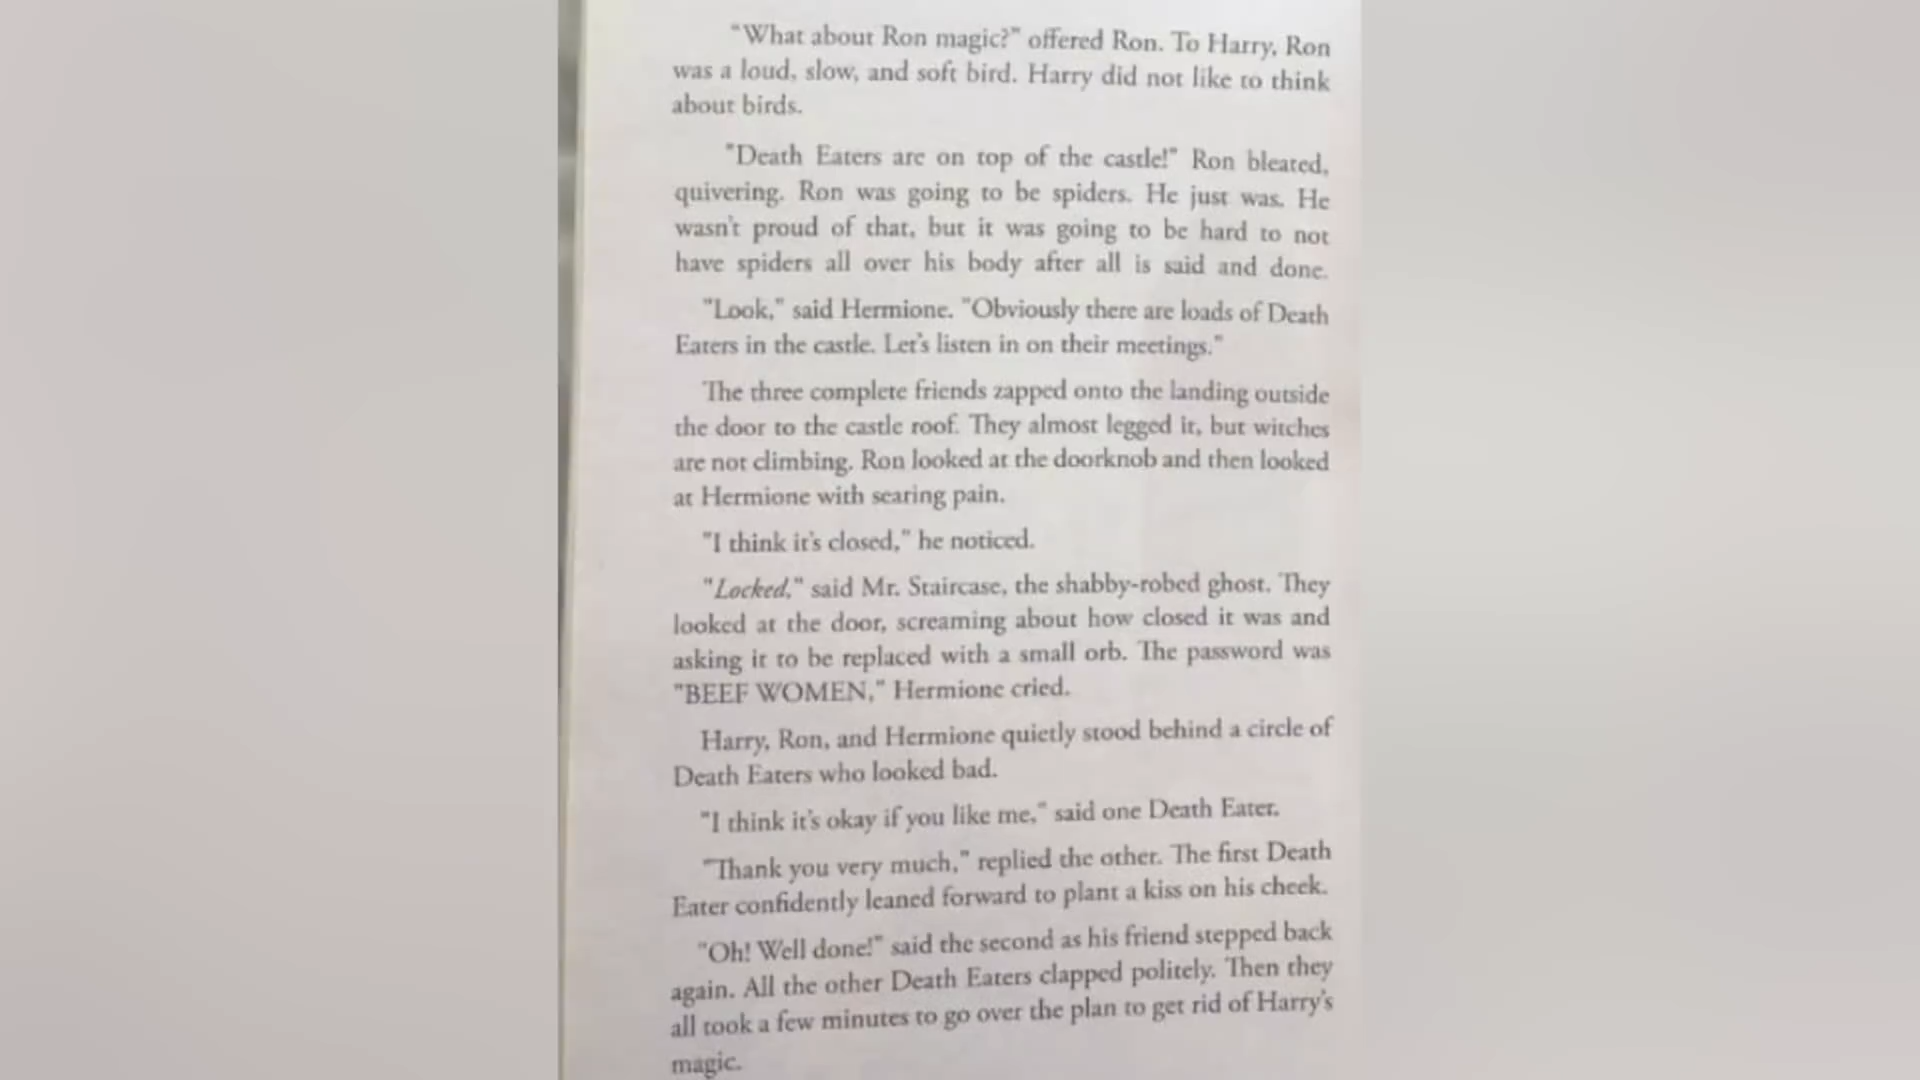 "What about Ron magic?" offered Ron. To Harry, Ron
was a loud, slow, and soft bird. Harry did not like to think
about birds.
"Death Eaters are on top of the castle!" Ron bleated,
quivering. Ron was going to be spiders. He just was. He
wasn't proud of that, but it was going to be hard to not
have spiders all over his body after all is said and done.
"Look," said Hermione. "Obviously there are loads of Death
Eaters in the castle. Let's listen in on their meetings."
The three complete friends zapped onto the landing outside
the door to the castle roof. They almost legged it, but witches
are not climbing. Ron looked at the doorknob and then looked
at Hermione with searing pain.
"I think it's closed," he noticed.
"Locked," said Mr. Staircase, the shabby-robed ghost. They
looked at the door, screaming about how closed it was and
asking it to be replaced with a small orb. The password was
"BEEF WOMEN," Hermione cried.
Harry, Ron, and Hermione quietly stood behind a circle of
Death Eaters who looked bad.
"I think it's okay if you like me," said one Death Eater.
"Thank you very much," replied the other. The first Death
Eater confidently leaned forward to plant a kiss on his cheek.
"Oh! Well done!" said the second as his friend stepped back
again. All the other Death Eaters clapped politely. Then they
all took a few minutes to go over the plan to get rid of Harry's
magic.